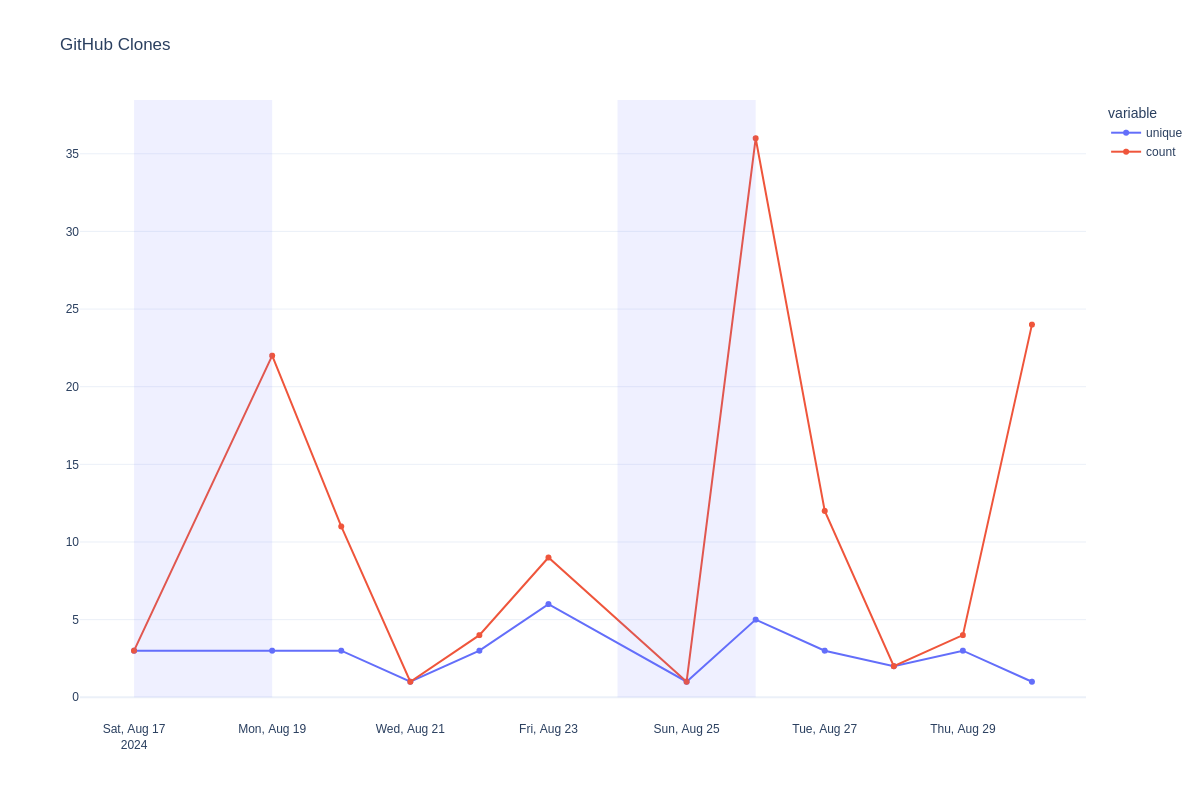 GitHub Clones
variable
unique
count
35
30
25
20
15
10
5
0
Sat, Aug 17
2024
Mon, Aug 19
Wed, Aug 21
Fri, Aug 23
Sun, Aug 25
Tue, Aug 27
Thu, Aug 29